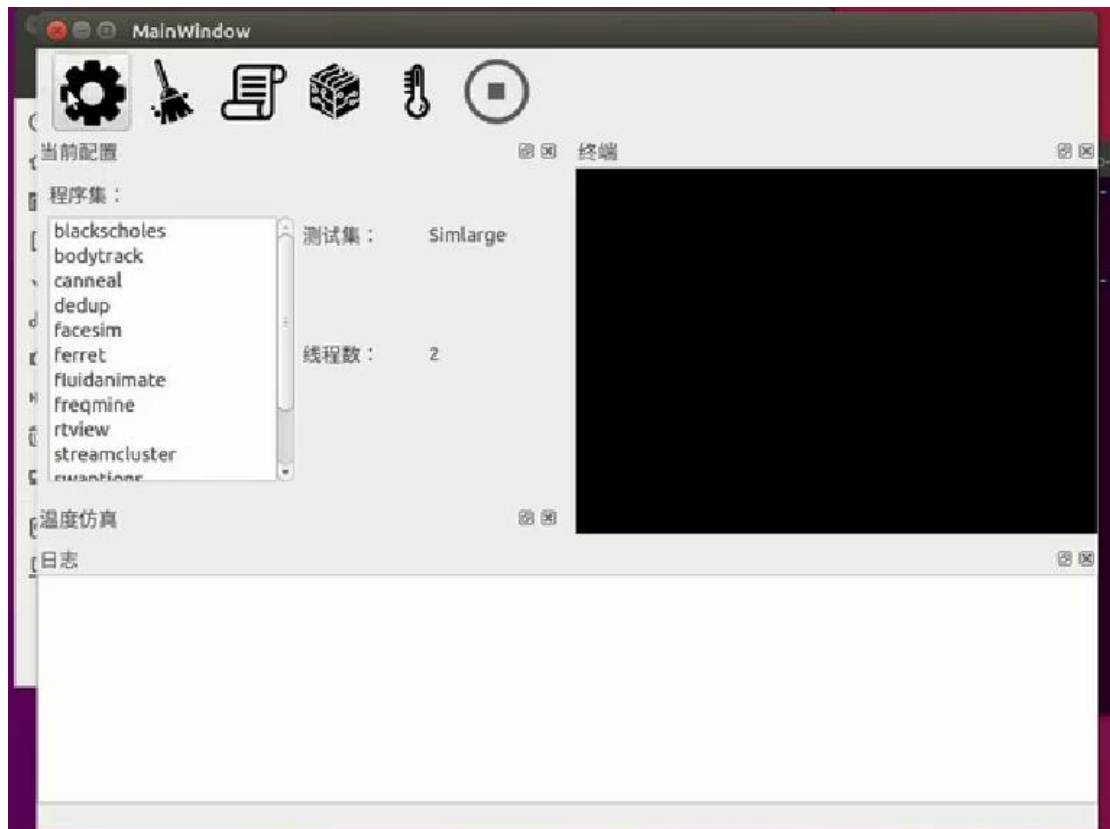 MainWindow
当前配置
终端
程序集：
blackscholes
bodytrack
canneal
dedup
facesim
ferret
fluidanimate
freqmine
rtview
streamcluster
swaptions
测试集：
Simlarge
线程数：
2
温度仿真
日志